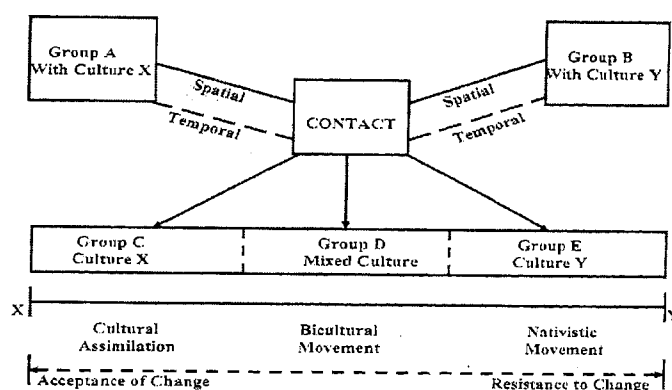 Group A
With Culture X
Group B
With Culture Y
Spatial
Temporal
CONTACT
Spatial
Temporal
Group C
Culture X
Group D
Mixed Culture
Group E
Culture Y
X
Y
Cultural
Assimilation
Bicultural
Movement
Nativistic
Movement
Acceptance of Change
Resistance to Change